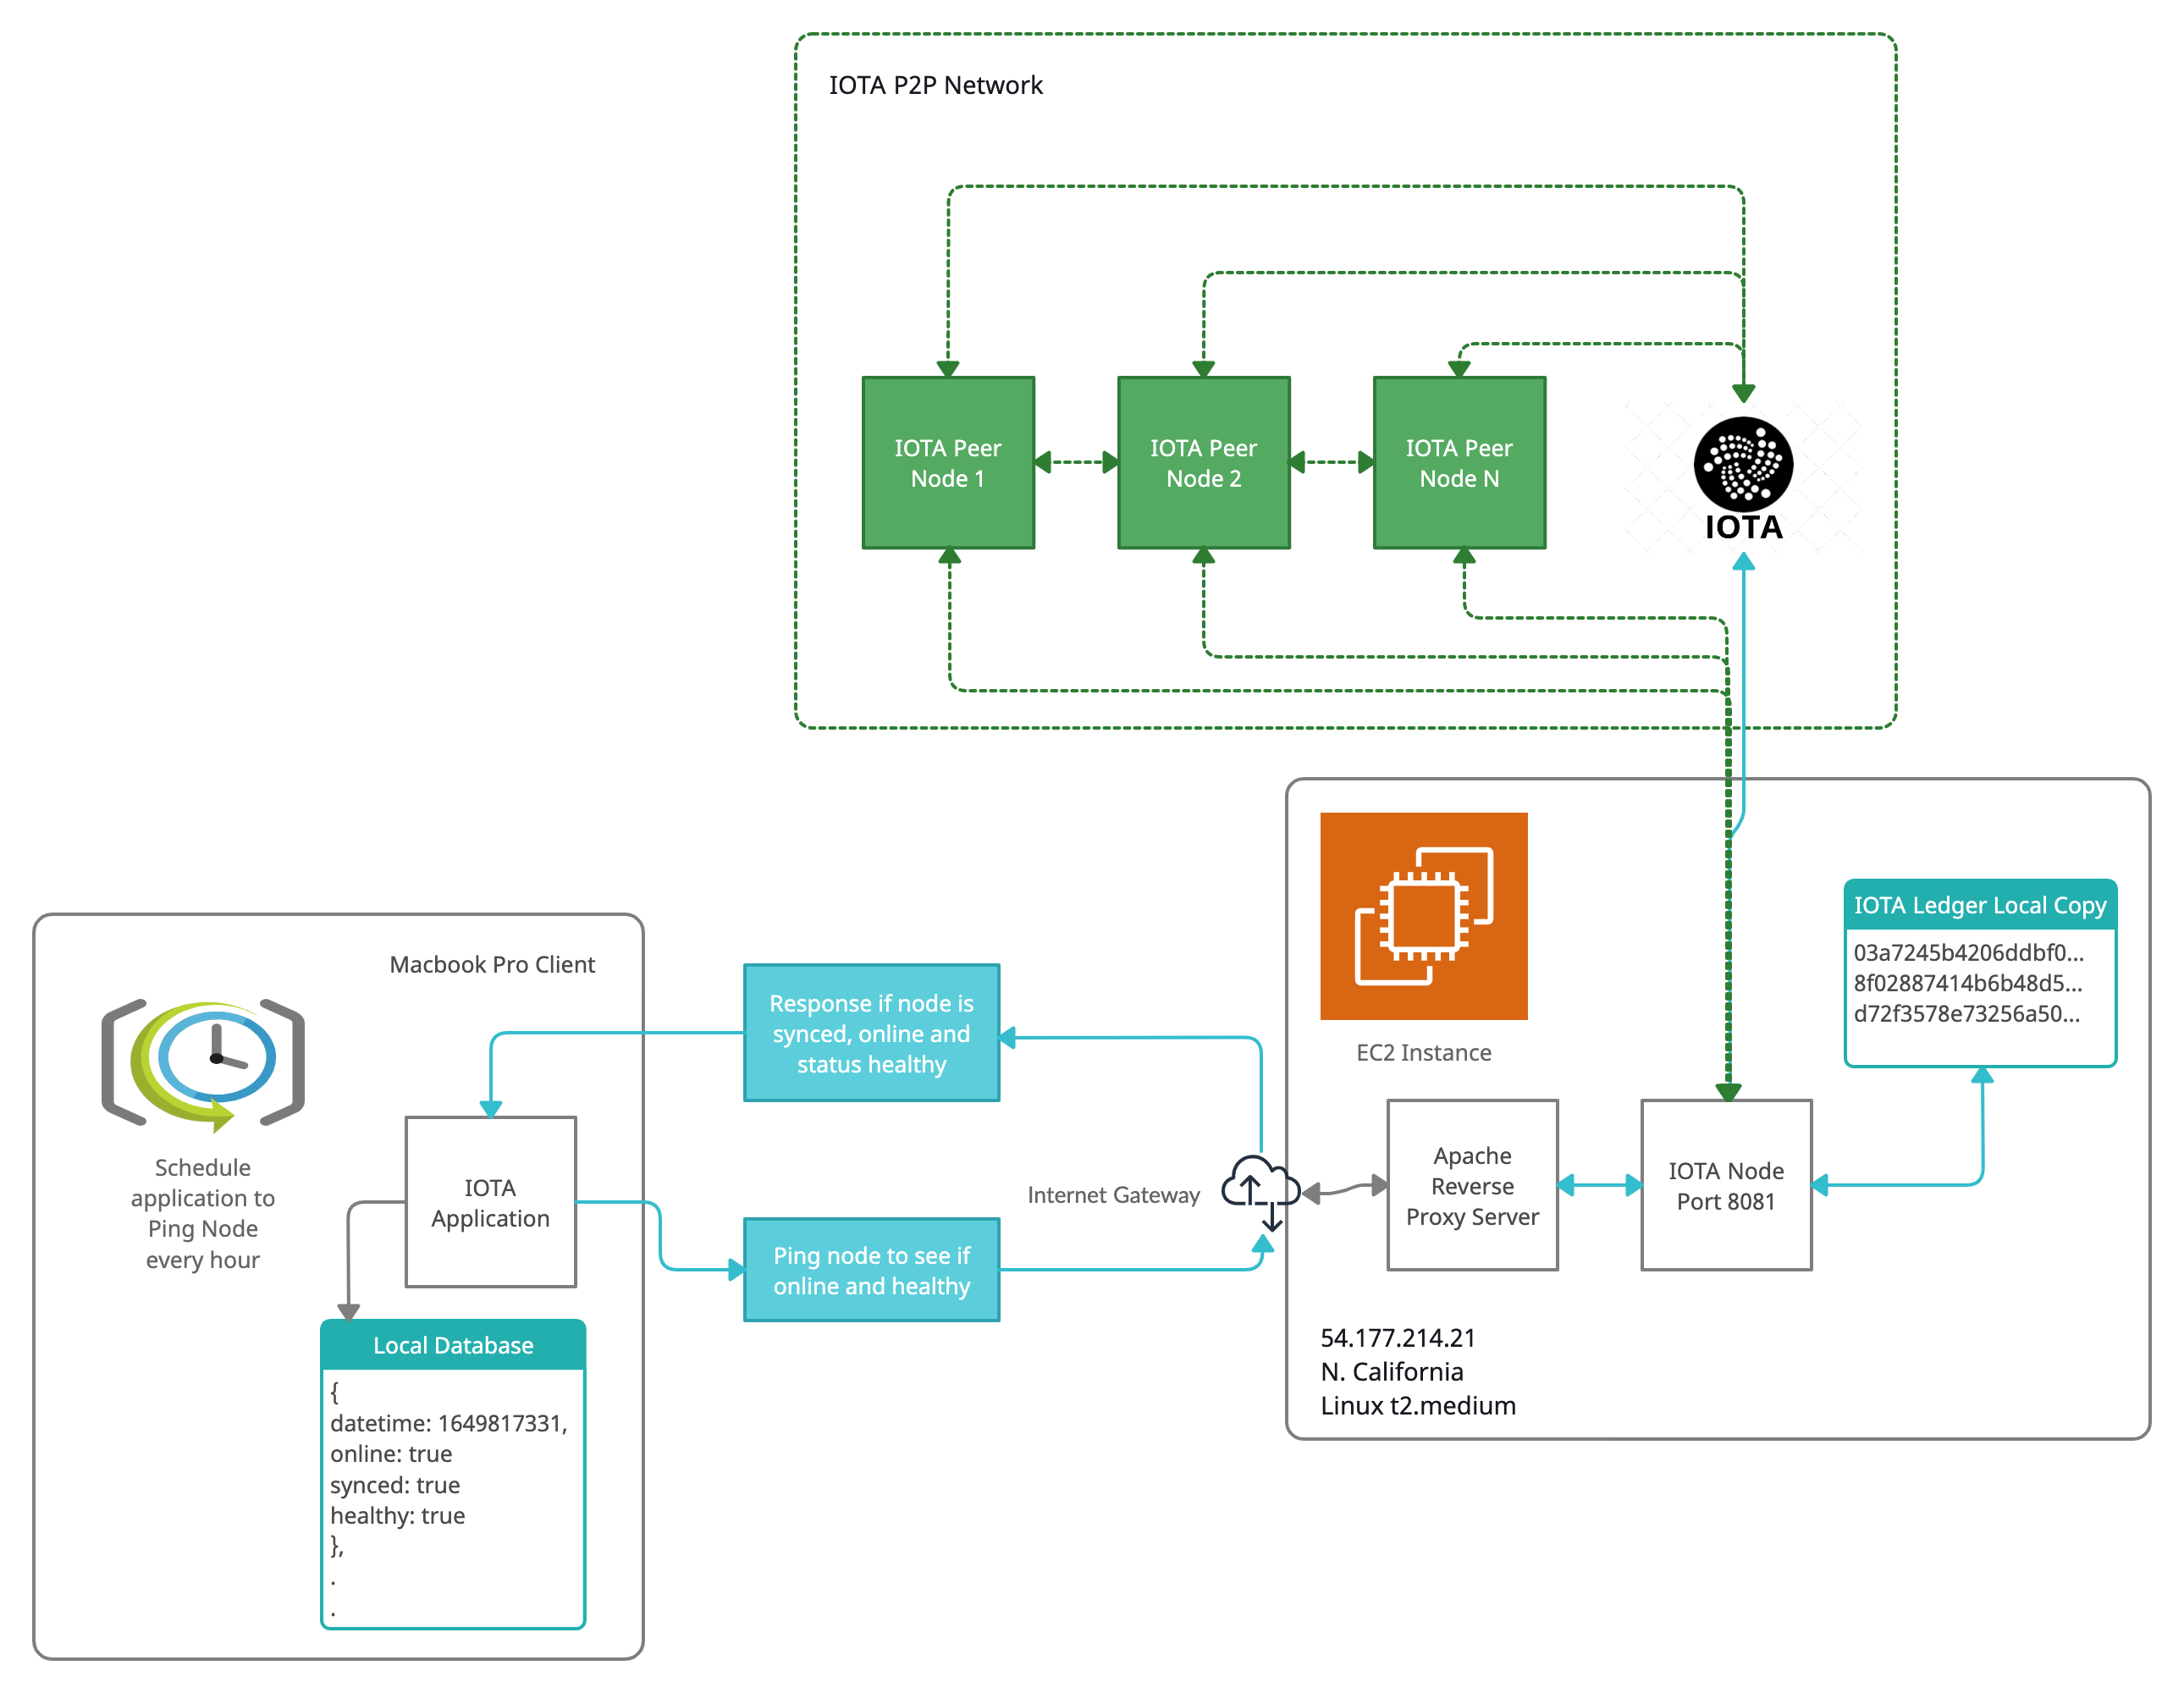 IOTA P2P Network
IOTA Peer
Node 1
IOTA Peer
Node 2
IOTA Peer
Node N
IOTA
Macbook Pro Client
Schedule
application to
Ping Node
every hour
IOTA
Application
Local Database
{
datetime: 1649817331,
online: true
synced: true
healthy: true
},
.
.
Response if node is
synced, online and
status healthy
Ping node to see if
online and healthy
Internet Gateway
EC2 Instance
Apache
Reverse
Proxy Server
IOTA Node
Port 8081
IOTA Ledger Local Copy
03a7245b4206ddbf0...
8f02887414b6b48d5...
d72f3578e73256a50...
54.177.214.21
N. California
Linux t2.medium